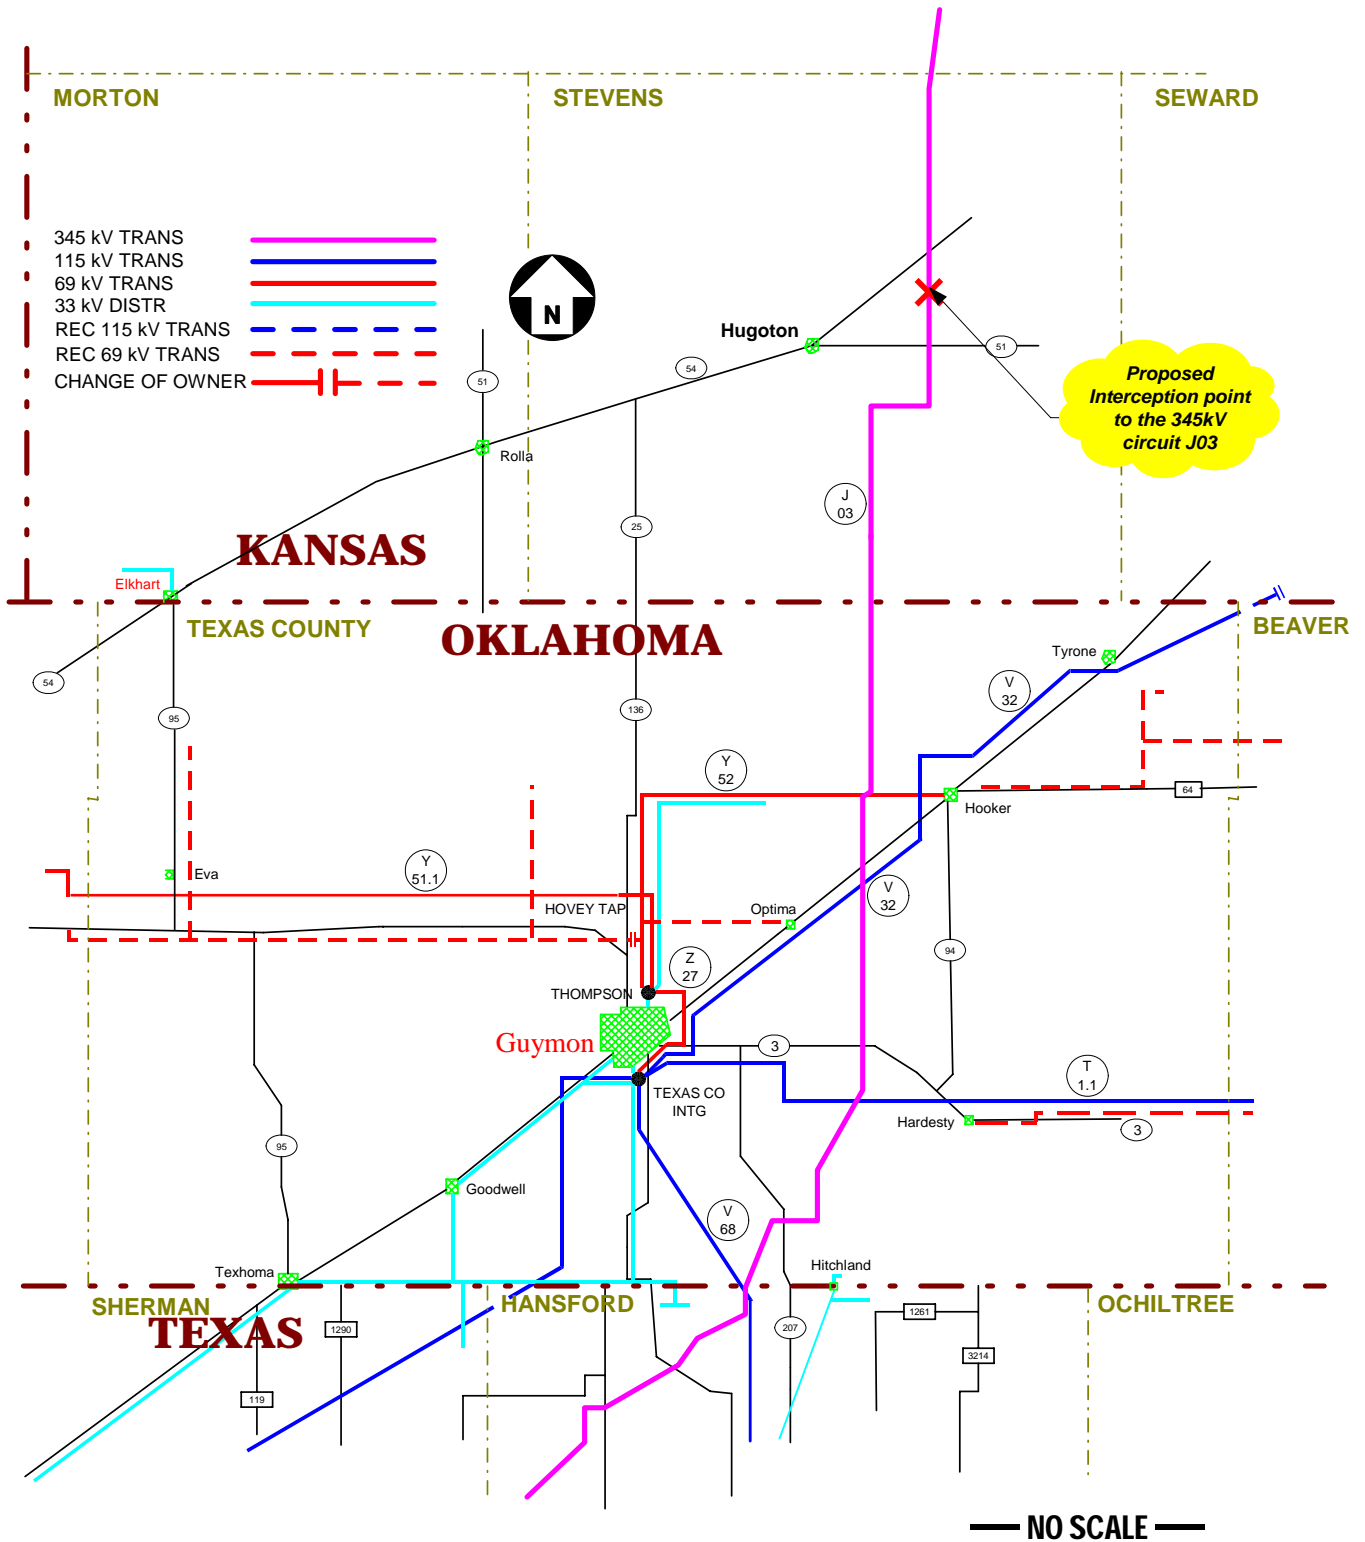 MORTON
STEVENS
SEWARD
345 kV TRANS
115 kV TRANS
69 kV TRANS
33 kV DISTR
REC 115 kV TRANS
REC 69 kV TRANS
CHANGE OF OWNER
N
Hugoton
51
54
51
Proposed
Interception point
to the 345kV
circuit J03
Rolla
J
03
25
KANSAS
Elkhart
TEXAS COUNTY
OKLAHOMA
BEAVER
Tyrone
54
V
32
95
136
Y
52
64
Hooker
Y
51.1
Eva
V
32
HOVEY TAP
Optima
94
Z
27
THOMPSON
Guymon
3
TEXAS CO
INTG
T
1.1
Hardesty
3
95
Goodwell
V
68
Texhoma
Hitchland
SHERMAN
HANSFORD
OCHILTREE
TEXAS
1290
207
1261
3214
119
NO SCALE